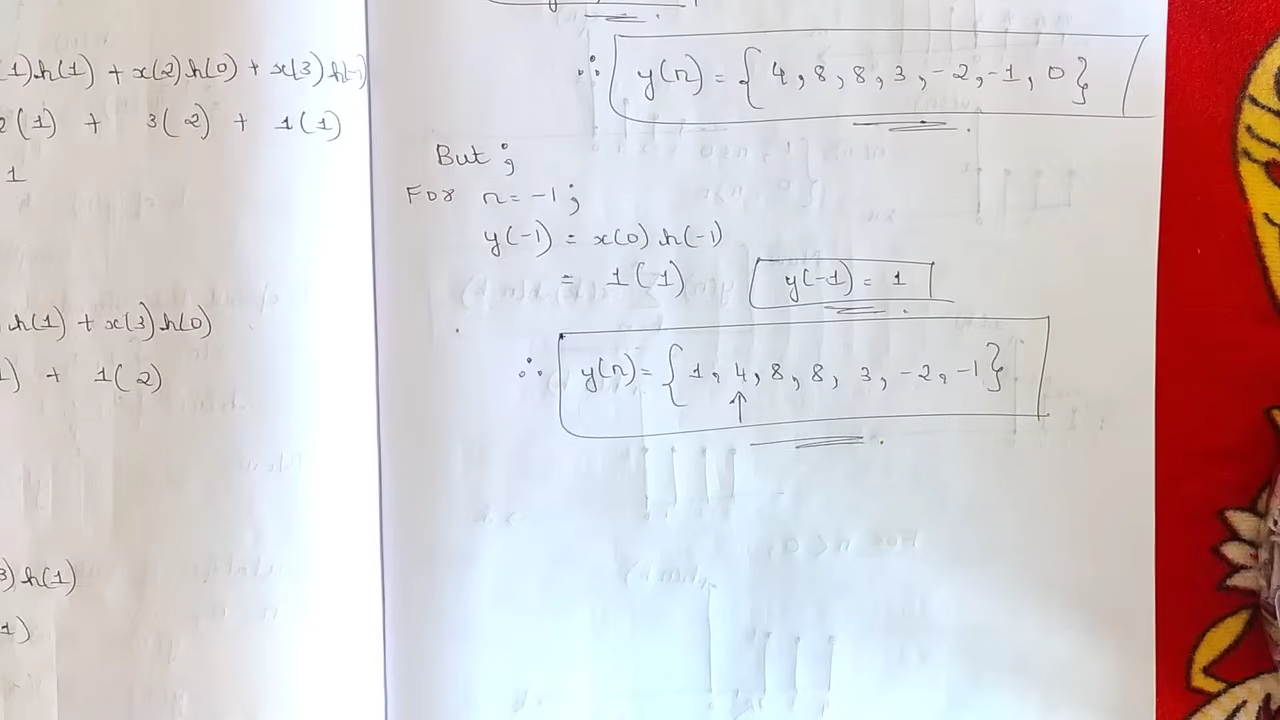 1)h(1) + x(2)h(0) + x(3)h(-1)
2(1) + 3(2) + 1(1)
1
h(1) + x(3)h(0)
1) + 1(2)
3)h(1)
1)
∴ y(n) = { 4, 8, 8, 3, -2, -1, 0 }
But ;
For n = -1 ;
y(-1) = x(0) h(-1)
= 1(1) y(-1) = 1
∴ y(n) = { 1, 4, 8, 8, 3, -2, -1 }
↑